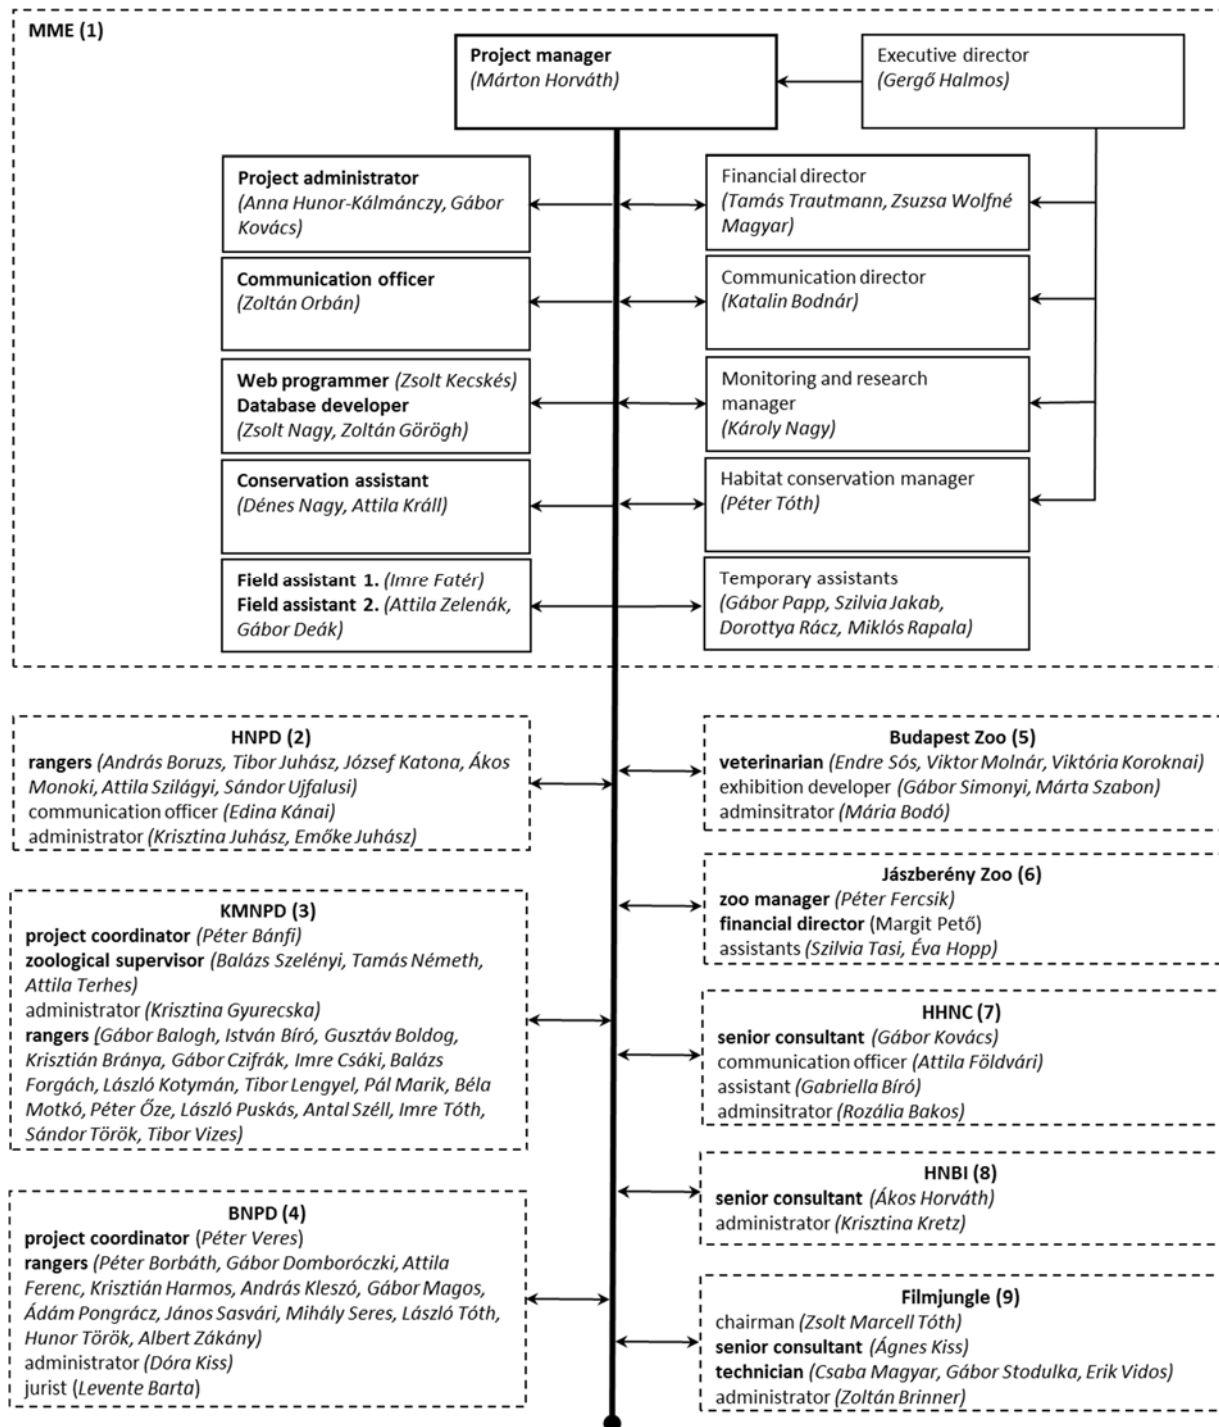 MME (1)
Project manager
(Márton Horváth)
Executive director
(Gergő Halmos)
Project administrator
(Anna Hunor-Kálmánczy, Gábor
Kovács)
Financial director
(Tamás Trautmann, Zsuzsa Wolfné
Magyar)
Communication officer
(Zoltán Orbán)
Communication director
(Katalin Bodnár)
Web programmer (Zsolt Kecskés)
Database developer
(Zsolt Nagy, Zoltán Görögh)
Monitoring and research
manager
(Károly Nagy)
Conservation assistant
(Dénes Nagy, Attila Králl)
Habitat conservation manager
(Péter Tóth)
Field assistant 1. (Imre Fatér)
Field assistant 2. (Attila Zelenák,
Gábor Deák)
Temporary assistants
(Gábor Papp, Szilvia Jakab,
Dorottya Rácz, Miklós Rapala)
HNPD (2)
rangers (András Boruzs, Tibor Juhász, József Katona, Ákos
Monoki, Attila Szilágyi, Sándor Ujfalusi)
communication officer (Edina Kánai)
administrator (Krisztina Juhász, Emőke Juhász)
KMNPD (3)
project coordinator (Péter Bánfi)
zoological supervisor (Balázs Szelényi, Tamás Németh,
Attila Terhes)
administrator (Krisztina Gyurecska)
rangers (Gábor Balogh, István Bíró, Gusztáv Boldog,
Krisztián Bránya, Gábor Czifrák, Imre Csáki, Balázs
Forgách, László Kotymán, Tibor Lengyel, Pál Marik, Béla
Motkó, Péter Őze, László Puskás, Antal Széll, Imre Tóth,
Sándor Török, Tibor Vizes)
BNPD (4)
project coordinator (Péter Veres)
rangers (Péter Borbáth, Gábor Domboróczki, Attila
Ferenc, Krisztián Harmos, András Kleszó, Gábor Magos,
Ádám Pongrácz, János Sasvári, Mihály Seres, László Tóth,
Hunor Török, Albert Zákány)
administrator (Dóra Kiss)
jurist (Levente Barta)
Budapest Zoo (5)
veterinarian (Endre Sós, Viktor Molnár, Viktória Koroknai)
exhibition developer (Gábor Simonyi, Márta Szabon)
adminsitrator (Mária Bodó)
Jászberény Zoo (6)
zoo manager (Péter Fercsik)
financial director (Margit Pető)
assistants (Szilvia Tasi, Éva Hopp)
HHNC (7)
senior consultant (Gábor Kovács)
communication officer (Attila Földvári)
assistant (Gabriella Bíró)
adminsitrator (Rozália Bakos)
HNBI (8)
senior consultant (Ákos Horváth)
administrator (Krisztina Kretz)
Filmjungle (9)
chairman (Zsolt Marcell Tóth)
senior consultant (Ágnes Kiss)
technician (Csaba Magyar, Gábor Stodulka, Erik Vidos)
administrator (Zoltán Brinner)